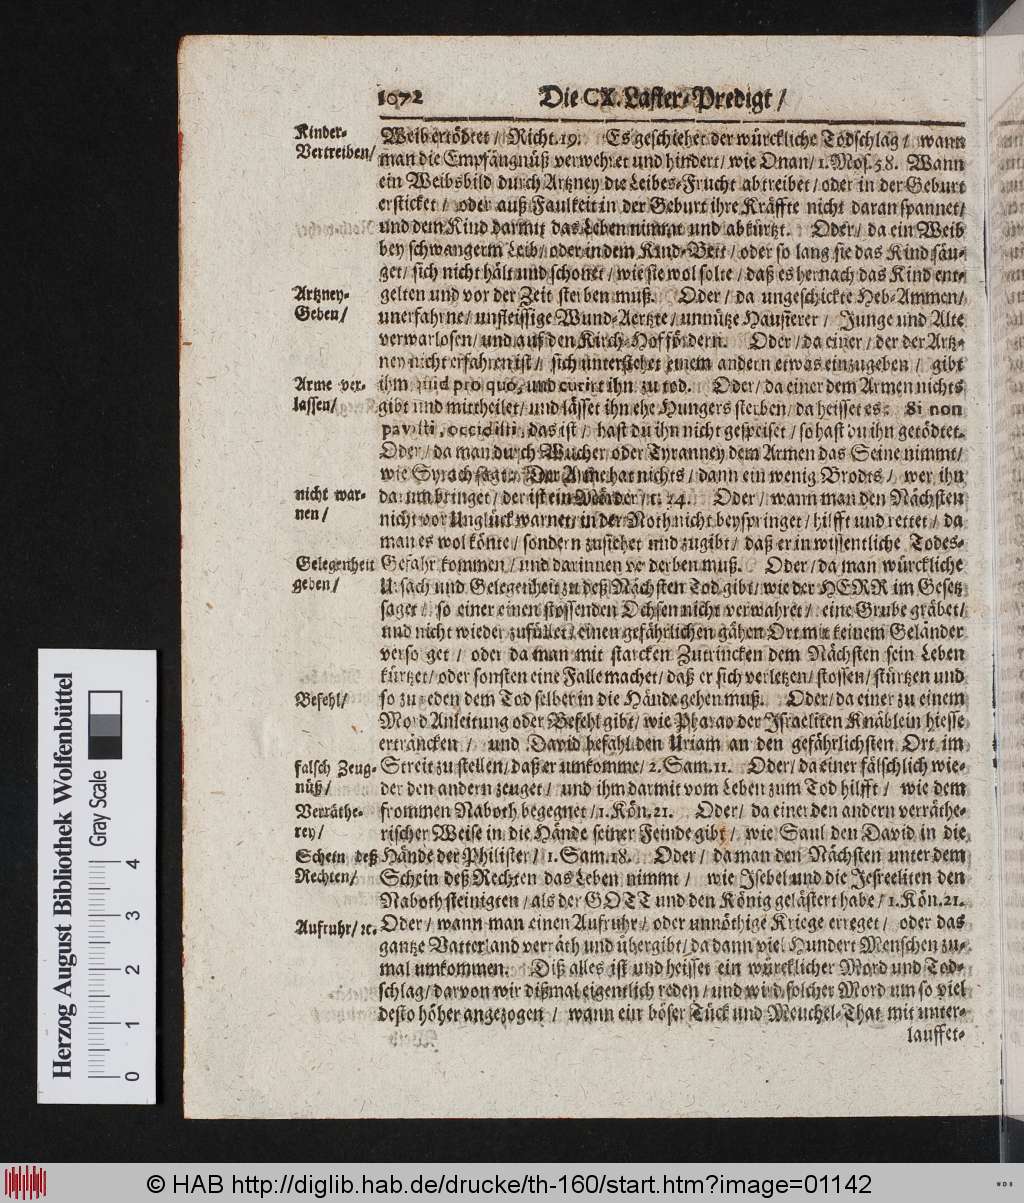 1072
Die CX. Laster-Predigt /
Kinder-
Vertreiben/
Weib ertödtet / Richt. 19. Es geschiehet der würckliche Todschlag / wann
man die Empfängnüß verwehret und hindert / wie Onan / 1. Mos. 58. Wann
ein Weibsbild durch Artzney die Leibes-Frucht abtreibet / oder in der Geburt
ersticket / oder auß Faulkeit in der Geburt ihre Kräffte nicht daran spannet /
und dem Kind darmit das Leben nimmt und abkürtzt. Oder / da ein Weib
bey schwangerm Leib / oder in dem Kind-Bett / oder so lang sie das Kind säu-
get / sich nicht hält und schonet / wie sie wol solte / daß es hernach das Kind ent-
Artzney-
Geben /
gelten und vor der Zeit sterben muß. Oder / da ungeschickte Heb-Ammen /
unerfahrne / unfleissige Wund-Aertzte / unnütze Hausierer / Junge und Alte
verwarlosen / und auf den Kirch-Hof fördern. Oder / da einer / der der Artz-
ney nicht erfahren ist / sich unterstehet einem andern etwas einzugeben / gibt
Arme ver-
lassen /
ihm quid pro quo, und curirt ihn zu tod. Oder / da einer dem Armen nichts
gibt und mittheilet / und lässet ihn ehe Hungers sterben / da heisset es: Si non
pavisti, occidisti, das ist / hast du ihn nicht gespeiset / so hast du ihn getödtet.
Oder / da man durch Wucher oder Tyranney dem Armen das Seine nimmt /
wie Syrach sagt: Der Arme hat nichts / dann ein wenig Brodts / wer ihn
nicht war-
nen /
darum bringet / der ist ein Mörder / c. 24. Oder / wann man den Nächsten
nicht vor Unglück warnet / in der Noth nicht beyspringet / hilfft und rettet / da
man es wol könte / sondern zusiehet und zugibt / daß er in wissentliche Todes-
Gelegenheit
geben /
Gefahr kommen / und darinnen verderben muß. Oder / da man würckliche
Ursach und Gelegenheit zu deß Nächsten Tod gibt / wie der HERR im Gesetz
saget / so einer einen stossenden Ochsen nicht verwahret / eine Grube gräbet /
und nicht wieder zufüllet / einen gefährlichen gähen Ort mit keinem Geländer
versorget / oder da man mit starcken Zutrincken dem Nächsten sein Leben
kürtzet / oder sonsten eine Falle machet / daß er sich verletzen / stossen / stürtzen und
Befehl /
so zu reden dem Tod selber in die Hände gehen muß. Oder / da einer zu einem
Mord Anleitung oder Befehl gibt / wie Pharao der Israeliten Knäblein hiesse
ertråncken / und David befahl den Uriam an den gefährlichsten Ort im
falsch Zeug-
nüß /
Streit zu stellen / daß er umkomme / 2. Sam. 11. Oder / da einer fälschlich wie-
der den andern zeuget / und ihm darmit vom Leben zum Tod hilfft / wie dem
Verräthe-
rey /
frommen Naboth begegnet / 1. Kön. 21. Oder / da einer den andern verräthe-
rischer Weise in die Hände seiner Feinde gibt / wie Saul den David in die
Schein deß
Rechten /
Hände der Philister / 1. Sam. 18. Oder / da man den Nächsten unter dem
Schein deß Rechten das Leben nimmt / wie Isebel und die Jesreeliten den
Naboth steinigten / als der GOTT und den König gelästert habe / 1. Kön. 21.
Aufruhr / ꝛc.
Oder / wann man einen Aufruhr / oder unnöthige Kriege erreget / oder das
gantze Vatterland verräth und übergibt / da dann viel Hundert Menschen zu-
mal umkommen. Diß alles ist und heisset ein würcklicher Mord und Tod-
schlag / darvon wir dißmal eigentlich reden / und wird solcher Mord um so viel
desto höher angezogen / wann ein böser Tück und Meuchel-That mit unter-
lauffet-
Herzog August Bibliothek Wolfenbüttel
Gray Scale
0 1 2 3 4
© HAB http://diglib.hab.de/drucke/th-160/start.htm?image=01142